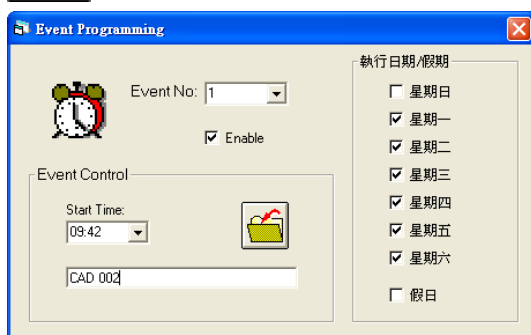 Event Programming
Event No: 1
Enable
Event Control
Start Time:
09:42
CAD 002
執行日期/假期
星期日
星期一
星期二
星期三
星期四
星期五
星期六
假日